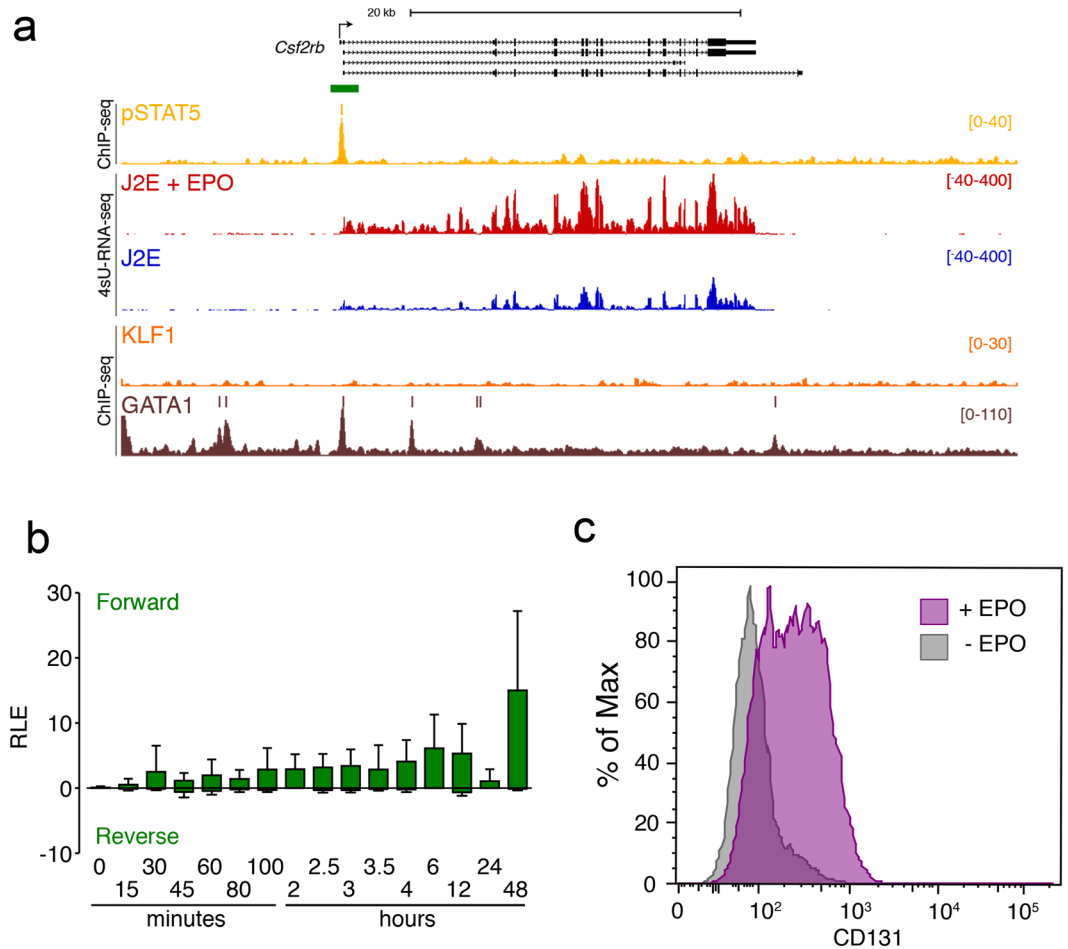 a
20 kb
Csf2rb
ChIP-seq
pSTAT5
[0-40]
4sU-RNA-seq
J2E + EPO
[-40-400]
J2E
[-40-400]
ChIP-seq
KLF1
[0-30]
GATA1
[0-110]
b
RLE
30
20
10
0
-10
Forward
Reverse
0 30 60 100 2.5 3.5 6 24
15 45 80 2 3 4 12 48
minutes hours
c
% of Max
100
80
60
40
20
0
+ EPO
- EPO
0 10² 10³ 10⁴ 10⁵
CD131